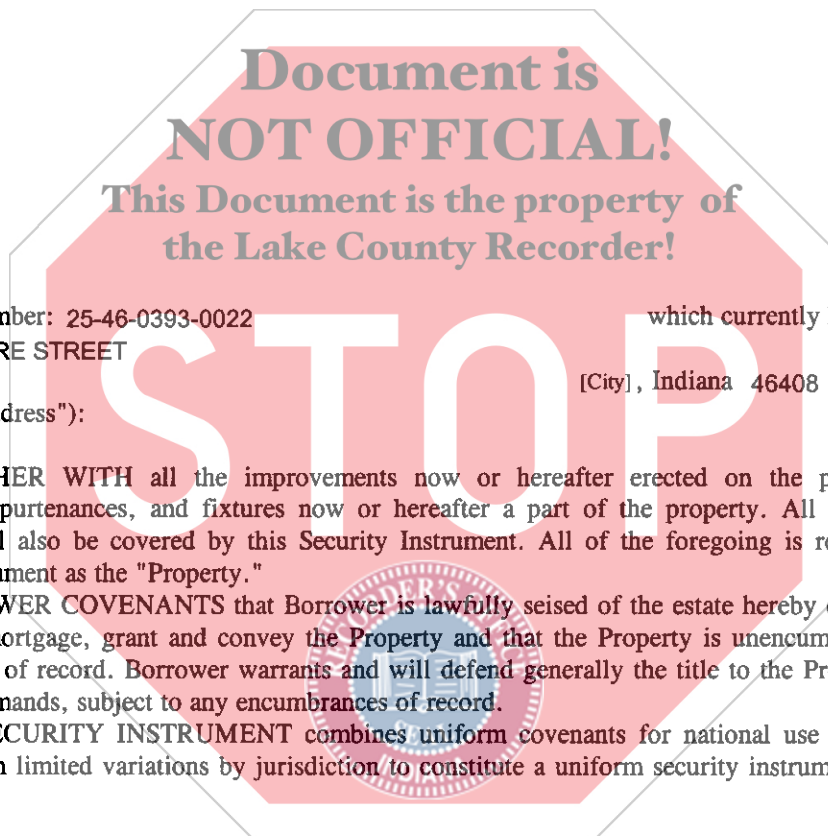 Document is
NOT OFFICIAL!
This Document is the property of
the Lake County Recorder!
STOP
nber: 25-46-0393-0022 which currently
RE STREET
[City], Indiana 46408
dress"):
HER WITH all the improvements now or hereafter erected on the p
purtenances, and fixtures now or hereafter a part of the property. All
l also be covered by this Security Instrument. All of the foregoing is re
ument as the "Property."
WER COVENANTS that Borrower is lawfully seised of the estate hereby
ortgage, grant and convey the Property and that the Property is unencum
of record. Borrower warrants and will defend generally the title to the Pr
mands, subject to any encumbrances of record.
ECURITY INSTRUMENT combines uniform covenants for national use
n limited variations by jurisdiction to constitute a uniform security instrum
SEAL
INDIANA